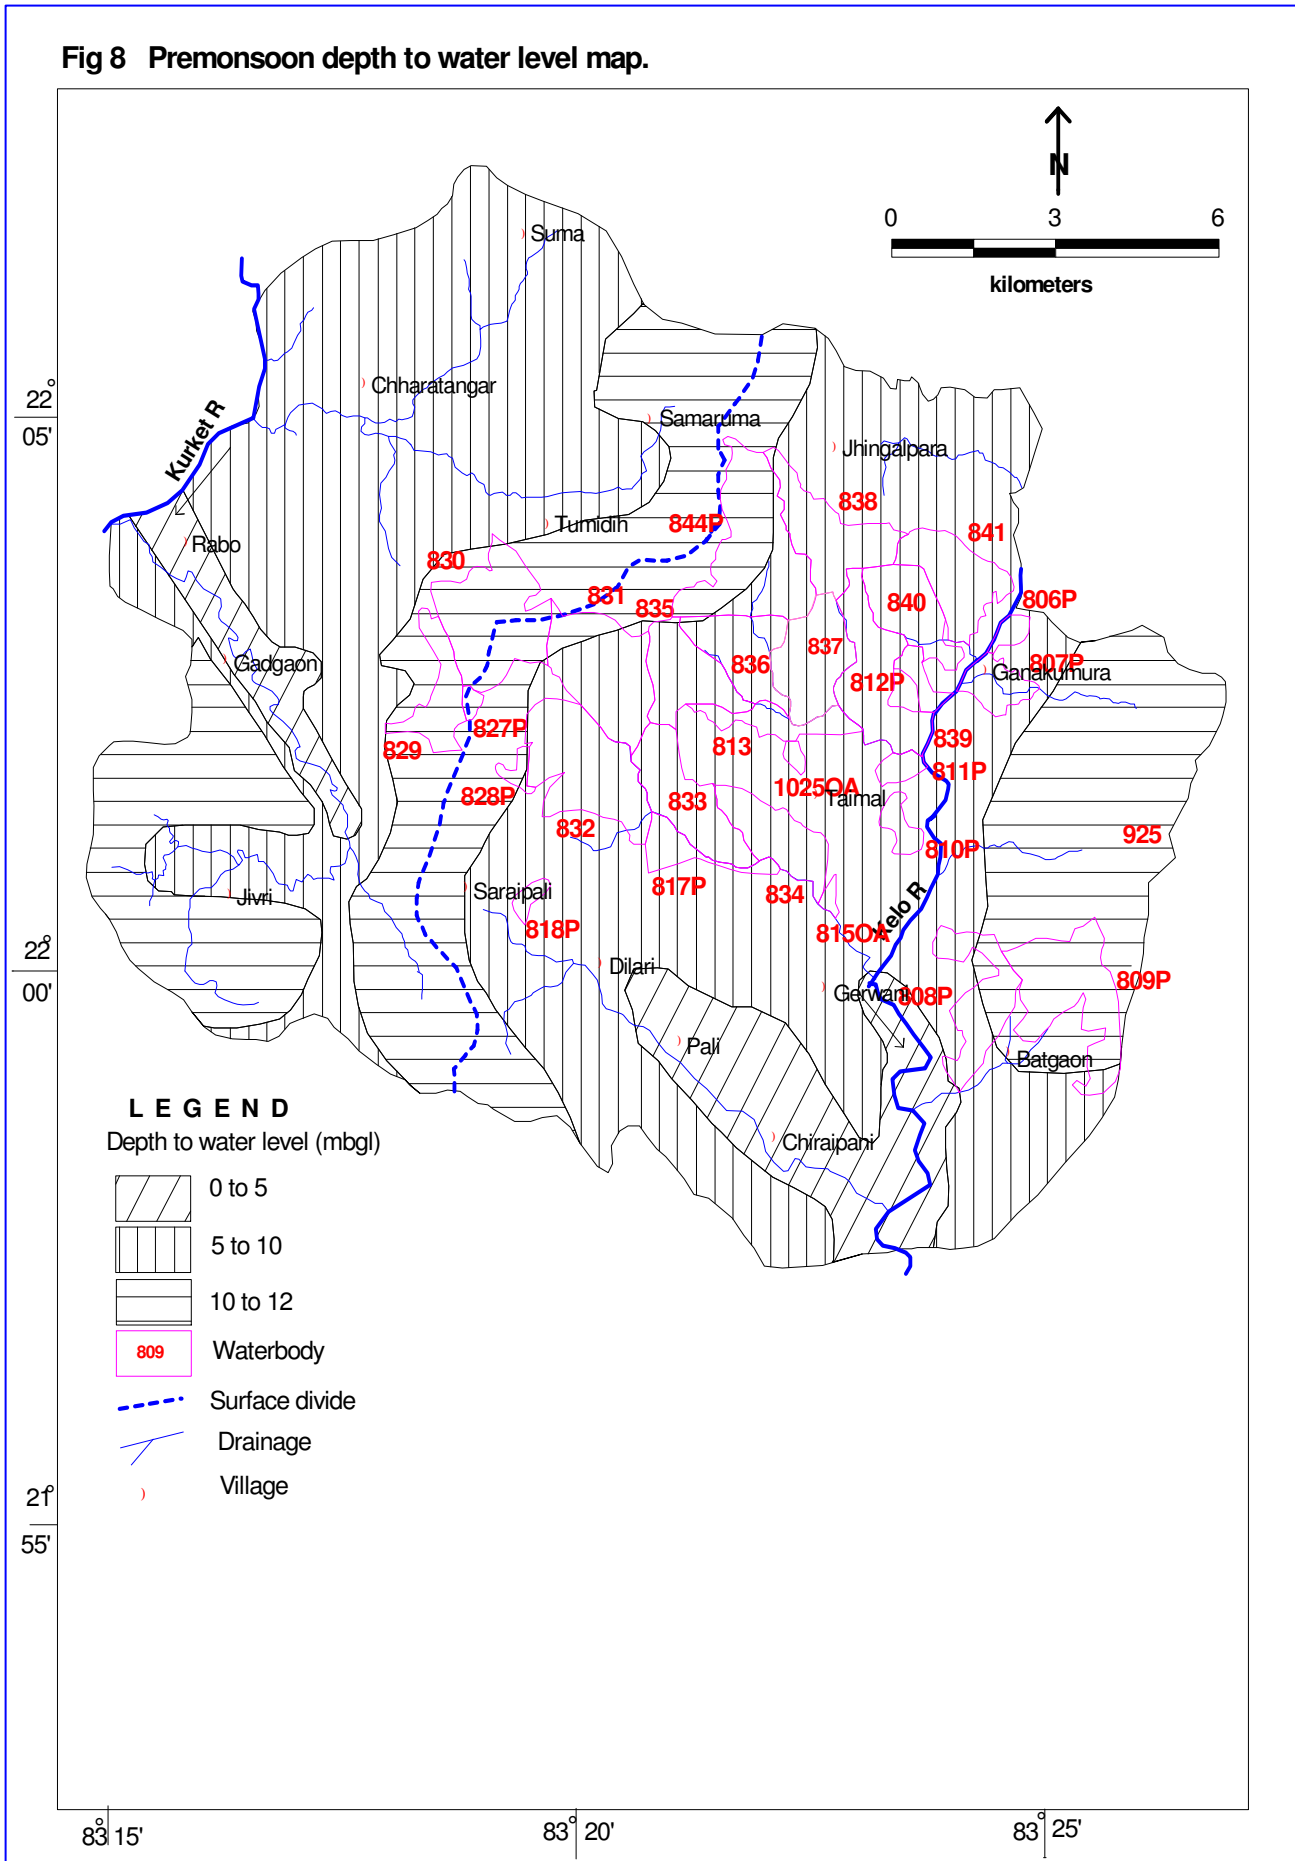 Fig 8 Premonsoon depth to water level map.
N
0 3 6
kilometers
Suma
Chharatangar
22°
05'
Kurket R
Samaruma
Jhingalpara
838
844P
Tumidih
841
Rabo
830
831
835
840
806P
837
836
807P
Gadgaon
812P
Ganakumura
827P
829
813
839
811P
1025OA
Taimal
828P
833
832
925
810P
Saraipali
817P
834
Jivri
Kelo R
818P
815OA
22°
00'
Dilari
809P
Gerwani
808P
Pali
Batgaon
Chiraipani
LEGEND
Depth to water level (mbgl)
0 to 5
5 to 10
10 to 12
809 Waterbody
Surface divide
Drainage
Village
21°
55'
83° 15' 83° 20' 83° 25'